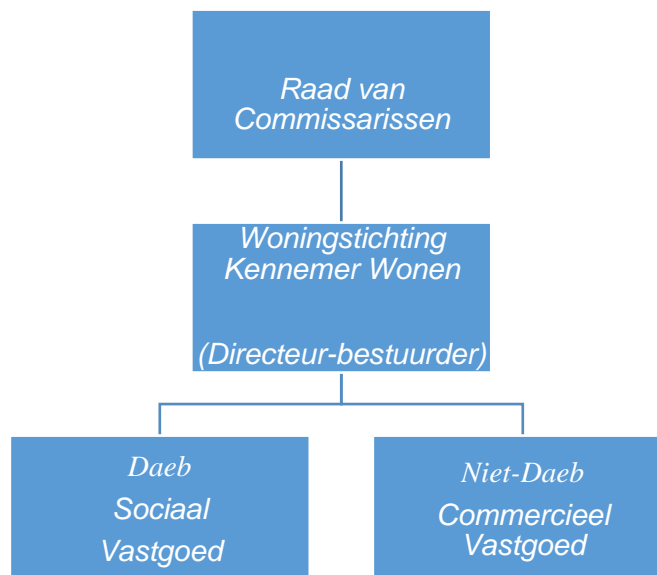 Raad van
Commissarissen
Woningstichting
Kennemer Wonen
(Directeur-bestuurder)
Daeb
Sociaal
Vastgoed
Niet-Daeb
Commercieel
Vastgoed